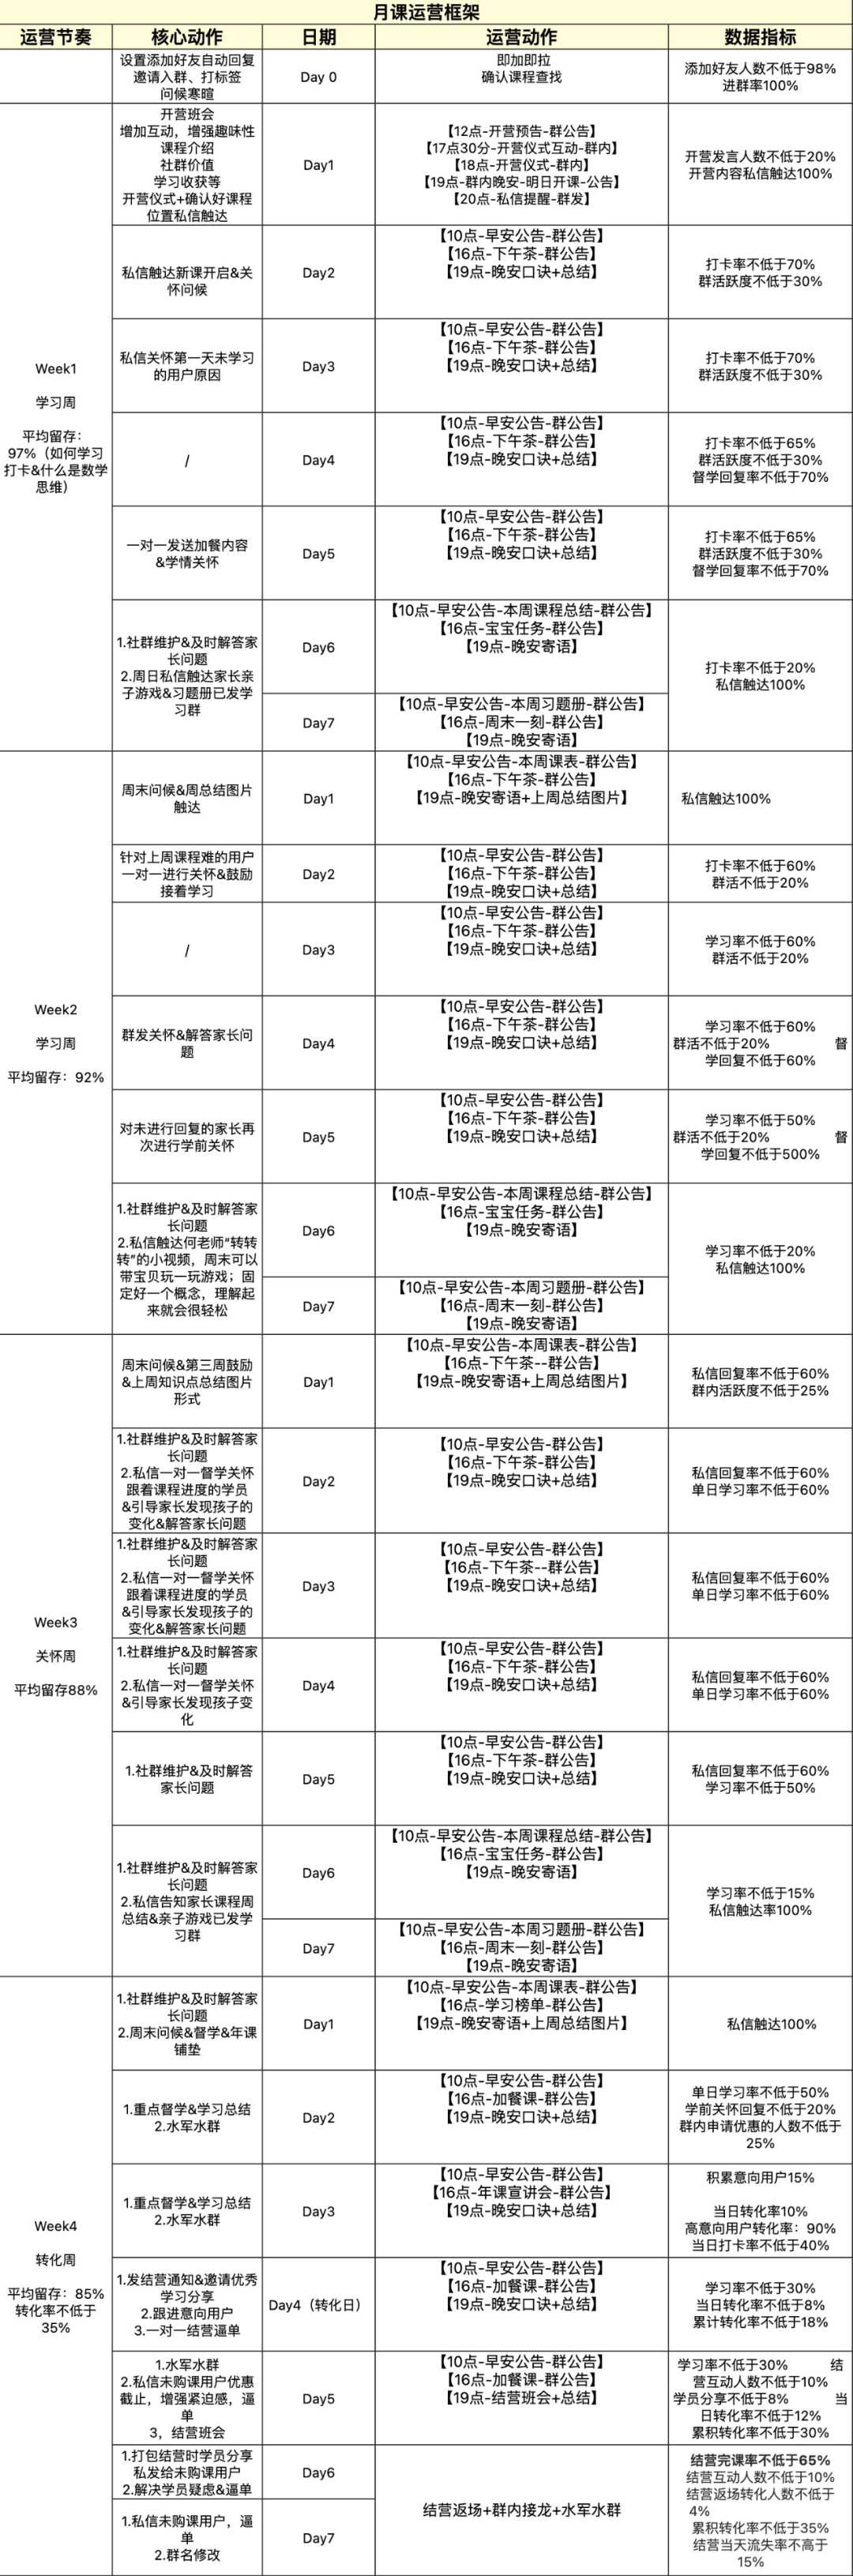 月课运营框架
运营节奏 核心动作 日期 运营动作 数据指标
设置添加好友自动回复
邀请入群、打标签
问候寒暄
Day 0
即加即拉
确认课程查找
添加好友人数不低于98%
进群率100%
Week1
学习周
平均留存：
97%（如何学习
打卡&什么是数学
思维）
开营班会
增加互动，增强趣味性
课程介绍
社群价值
学习收获等
开营仪式+确认好课程
位置私信触达
Day1
【12点-开营预告-群公告】
【17点30分-开营仪式互动-群内】
【18点-开营仪式-群内】
【19点-群内晚安-明日开课-公告】
【20点-私信提醒-群发】
开营发言人数不低于20%
开营内容私信触达100%
私信触达新课开启&关
怀问候
Day2
【10点-早安公告-群公告】
【16点-下午茶-群公告】
【19点-晚安口诀+总结】
打卡率不低于70%
群活跃度不低于30%
私信关怀第一天未学习
的用户原因
Day3
【10点-早安公告-群公告】
【16点-下午茶-群公告】
【19点-晚安口诀+总结】
打卡率不低于70%
群活跃度不低于30%
/
Day4
【10点-早安公告-群公告】
【16点-下午茶-群公告】
【19点-晚安口诀+总结】
打卡率不低于65%
群活跃度不低于30%
督学回复率不低于70%
一对一发送加餐内容
&学情关怀
Day5
【10点-早安公告-群公告】
【16点-下午茶-群公告】
【19点-晚安口诀+总结】
打卡率不低于65%
群活跃度不低于30%
督学回复率不低于70%
1.社群维护&及时解答家
长问题
2.周日私信触达家长亲
子游戏&习题册已发学
习群
Day6
【10点-早安公告-本周课程总结-群公告】
【16点-宝宝任务-群公告】
【19点-晚安寄语】
打卡率不低于20%
私信触达100%
Day7
【10点-早安公告-本周习题册-群公告】
【16点-周末一刻-群公告】
【19点-晚安寄语】
Week2
学习周
平均留存：92%
周末问候&周总结图片
触达
Day1
【10点-早安公告-本周课表-群公告】
【16点-下午茶-群公告】
【19点-晚安寄语+上周总结图片】
私信触达100%
针对上周课程难的用户
一对一进行关怀&鼓励
接着学习
Day2
【10点-早安公告-群公告】
【16点-下午茶-群公告】
【19点-晚安口诀+总结】
打卡率不低于60%
群活不低于20%
/
Day3
【10点-早安公告-群公告】
【16点-下午茶-群公告】
【19点-晚安口诀+总结】
学习率不低于60%
群活不低于20%
群发关怀&解答家长问
题
Day4
【10点-早安公告-群公告】
【16点-下午茶-群公告】
【19点-晚安口诀+总结】
学习率不低于60%
群活不低于20% 督
学回复不低于60%
对未进行回复的家长再
次进行学前关怀
Day5
【10点-早安公告-群公告】
【16点-下午茶-群公告】
【19点-晚安口诀+总结】
学习率不低于50%
群活不低于20% 督
学回复不低于500%
1.社群维护&及时解答家
长问题
2.私信触达何老师“转转
转”的小视频，周末可以
带宝贝玩一玩游戏；固
定好一个概念，理解起
来就会很轻松
Day6
【10点-早安公告-本周课程总结-群公告】
【16点-宝宝任务-群公告】
【19点-晚安寄语】
学习率不低于20%
私信触达100%
Day7
【10点-早安公告-本周习题册-群公告】
【16点-周末一刻-群公告】
【19点-晚安寄语】
Week3
关怀周
平均留存88%
周末问候&第三周鼓励
&上周知识点总结图片
形式
Day1
【10点-早安公告-本周课表-群公告】
【16点-下午茶--群公告】
【19点-晚安寄语+上周总结图片】
私信回复率不低于60%
群内活跃度不低于25%
1.社群维护&及时解答家
长问题
2.私信一对一督学关怀
跟着课程进度的学员
&引导家长发现孩子的
变化&解答家长问题
Day2
【10点-早安公告-群公告】
【16点-下午茶-群公告】
【19点-晚安口诀+总结】
私信回复率不低于60%
单日学习率不低于60%
1.社群维护&及时解答家
长问题
2.私信一对一督学关怀
跟着课程进度的学员
&引导家长发现孩子的
变化&解答家长问题
Day3
【10点-早安公告-群公告】
【16点-下午茶--群公告】
【19点-晚安口诀+总结】
私信回复率不低于60%
单日学习率不低于60%
1.社群维护&及时解答家
长问题
2.私信一对一督学关怀
&引导家长发现孩子变
化
Day4
【10点-早安公告-群公告】
【16点-下午茶-群公告】
【19点-晚安口诀+总结】
私信回复率不低于60%
单日学习率不低于60%
1.社群维护&及时解答
家长问题
Day5
【10点-早安公告-群公告】
【16点-下午茶-群公告】
【19点-晚安口诀+总结】
私信回复率不低于60%
学习率不低于50%
1.社群维护&及时解答家
长问题
2.私信告知家长课程周
总结&亲子游戏已发学
习群
Day6
【10点-早安公告-本周课程总结-群公告】
【16点-宝宝任务-群公告】
【19点-晚安寄语】
学习率不低于15%
私信触达率100%
Day7
【10点-早安公告-本周习题册-群公告】
【16点-周末一刻-群公告】
【19点-晚安寄语】
Week4
转化周
平均留存：85%
转化率不低于
35%
1.社群维护&及时解答家
长问题
2.周末问候&督学&年课
铺垫
Day1
【10点-早安公告-本周课表-群公告】
【16点-学习榜单-群公告】
【19点-晚安寄语+上周总结图片】
私信触达100%
1.重点督学&学习总结
2.水军水群
Day2
【10点-早安公告-群公告】
【16点-加餐课-群公告】
【19点-晚安口诀+总结】
单日学习率不低于50%
学前关怀回复不低于20%
群内申请优惠的人数不低于
25%
1.重点督学&学习总结
2.水军水群
Day3
【10点-早安公告-群公告】
【16点-年课宣讲会-群公告】
【19点-晚安口诀+总结】
积累意向用户15%
当日转化率10%
高意向用户转化率：90%
当日打卡率不低于40%
1.发结营通知&邀请优秀
学习分享
2.跟进意向用户
3.一对一结营逼单
Day4（转化日）
【10点-早安公告-群公告】
【16点-加餐课-群公告】
【19点-晚安口诀+总结】
学习率不低于30%
当日转化率不低于8%
累计转化率不低于18%
1.水军水群
2.私信未购课用户优惠
截止，增强紧迫感，逼
单
3，结营班会
Day5
【10点-早安公告-群公告】
【16点-加餐课-群公告】
【19点-结营班会+总结】
学习率不低于30% 结
营互动人数不低于10%
学员分享不低于8% 当
日转化率不低于12%
累积转化率不低于30%
1.打包结营时学员分享
私发给未购课用户
2.解决学员疑虑&逼单
Day6
结营返场+群内接龙+水军水群
结营完课率不低于65%
结营互动人数不低于10%
结营返场转化人数不低于
4%
累积转化率不低于35%
结营当天流失率不高于
15%
1.私信未购课用户，逼
单
2.群名修改
Day7